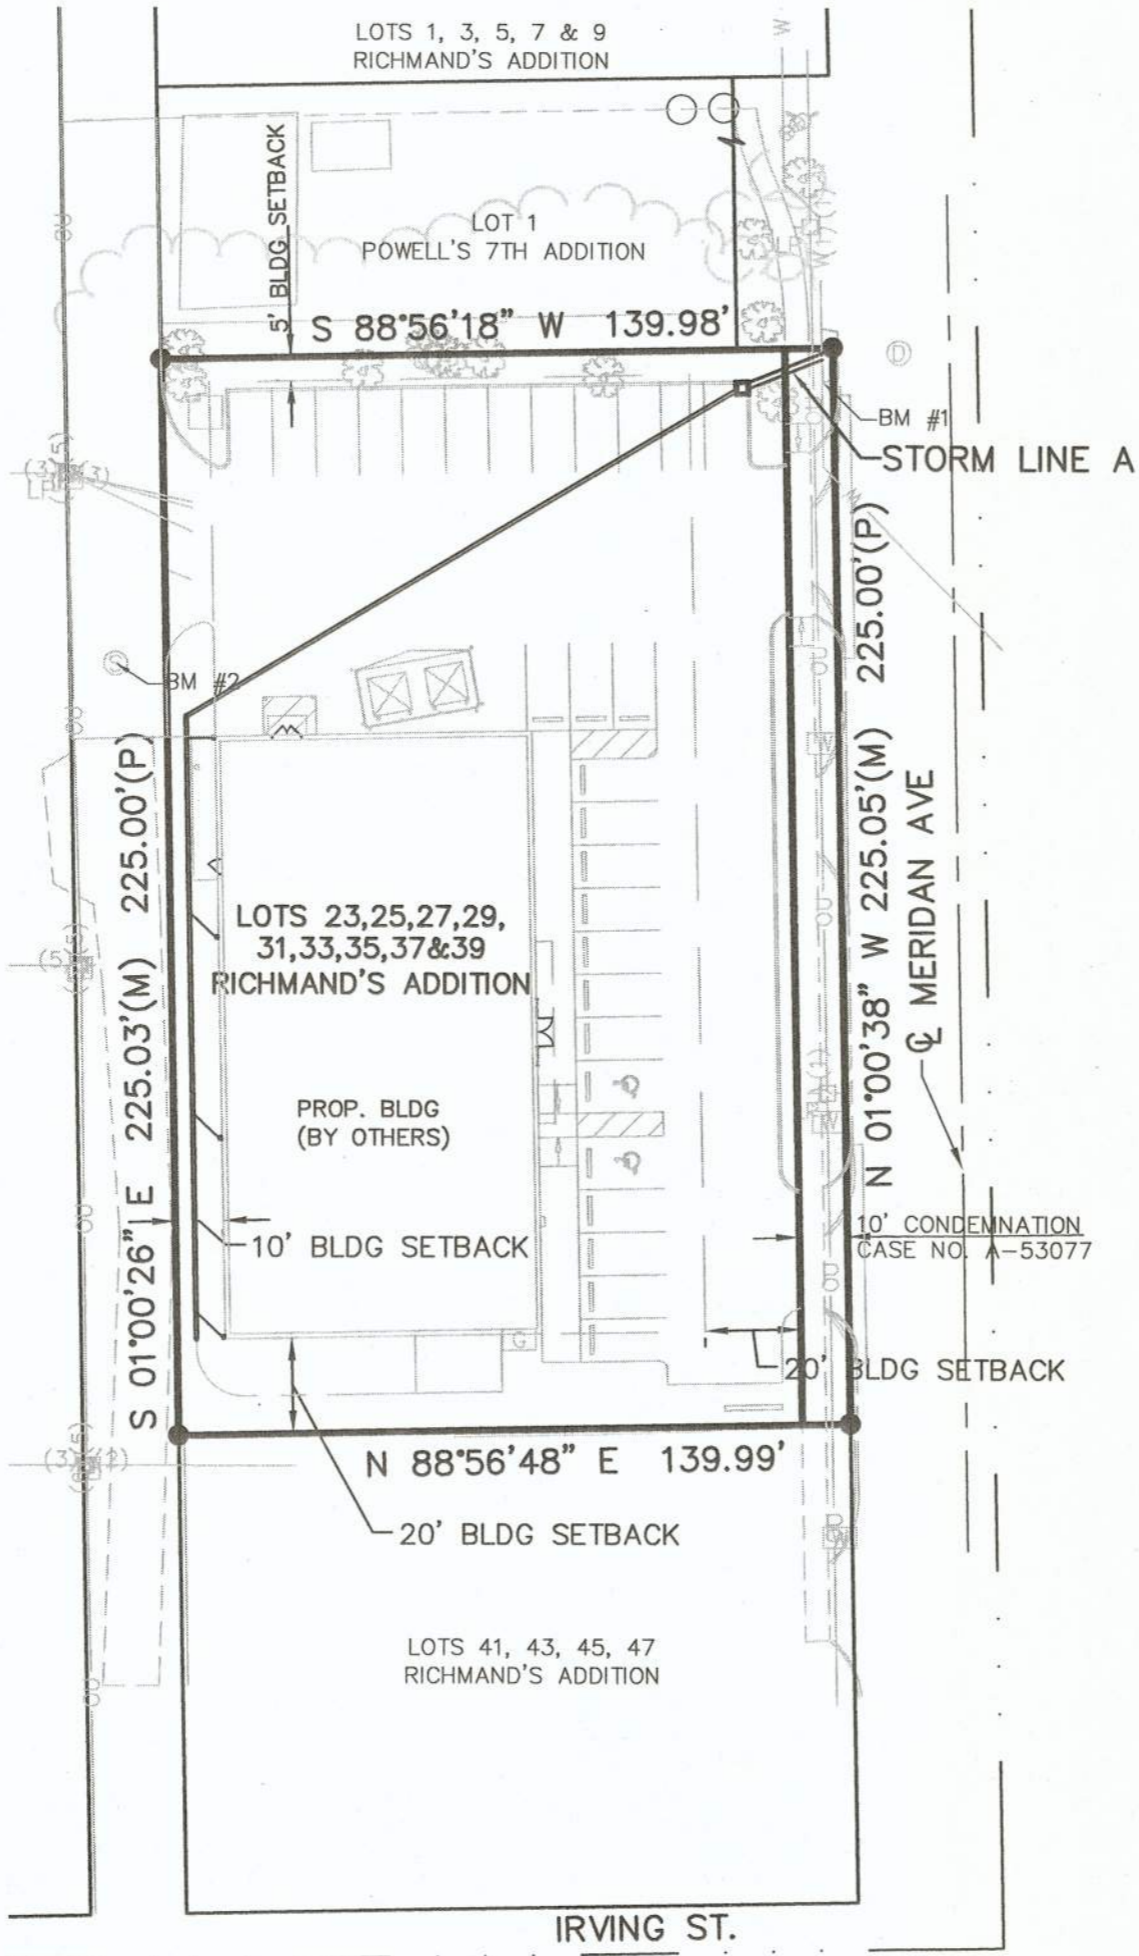 LOTS 1, 3, 5, 7 & 9
RICHMAND'S ADDITION
5' BLDG SETBACK
LOT 1
POWELL'S 7TH ADDITION
S 88°56'18" W 139.98'
D
BM #1
STORM LINE A
225.00'(P)
N 01°00'38" W 225.05'(M)
C
BM #2
S 01°00'26" E 225.03'(M) 225.00'(P)
LOTS 23,25,27,29,
31,33,35,37&39
RICHMAND'S ADDITION
℄ MERIDAN AVE
PROP. BLDG
(BY OTHERS)
10' BLDG SETBACK
10' CONDEMNATION
CASE NO. A-53077
G
20' BLDG SETBACK
N 88°56'48" E 139.99'
20' BLDG SETBACK
LOTS 41, 43, 45, 47
RICHMAND'S ADDITION
IRVING ST.